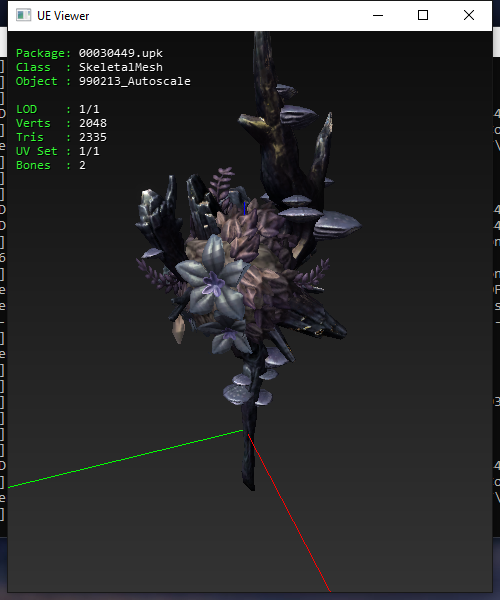 UE Viewer
Package: 00030449.upk
Class : SkeletalMesh
Object : 990213_Autoscale
LOD : 1/1
Verts : 2048
Tris : 2335
UV Set : 1/1
Bones : 2